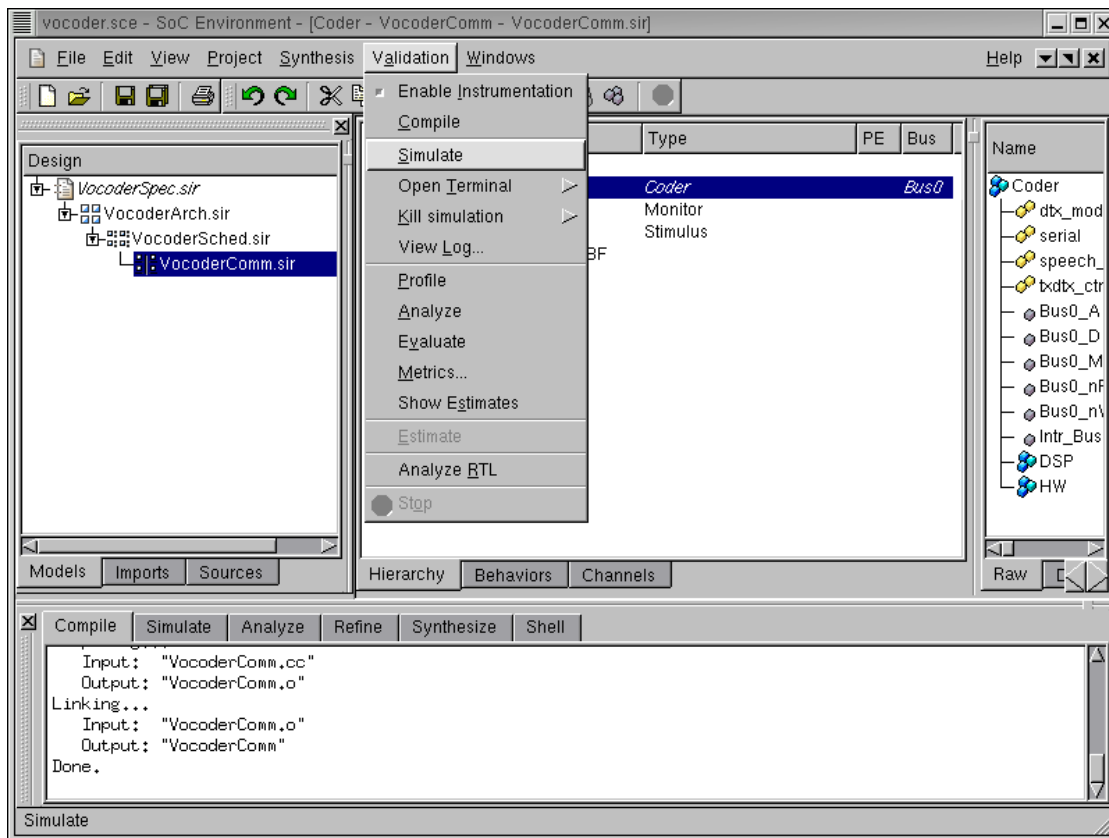 vocoder.sce - SoC Environment - [Coder - VocoderComm - VocoderComm.sir]
File Edit View Project Synthesis Validation Windows Help
Enable Instrumentation
Compile
Simulate
Open Terminal
Kill simulation
View Log...
Profile
Analyze
Evaluate
Metrics...
Show Estimates
Estimate
Analyze RTL
Stop
Design
VocoderSpec.sir
VocoderArch.sir
VocoderSched.sir
VocoderComm.sir
Models Imports Sources
Type PE Bus
Coder Bus0
Monitor
Stimulus
BF
Hierarchy Behaviors Channels
Name
Coder
dtx_mod
serial
speech_
txdtx_ctr
Bus0_A
Bus0_D
Bus0_M
Bus0_nF
Bus0_n
Intr_Bus
DSP
HW
Raw
Compile Simulate Analyze Refine Synthesize Shell
Input: "VocoderComm.cc"
Output: "VocoderComm.o"
Linking...
Input: "VocoderComm.o"
Output: "VocoderComm"
Done.
Simulate